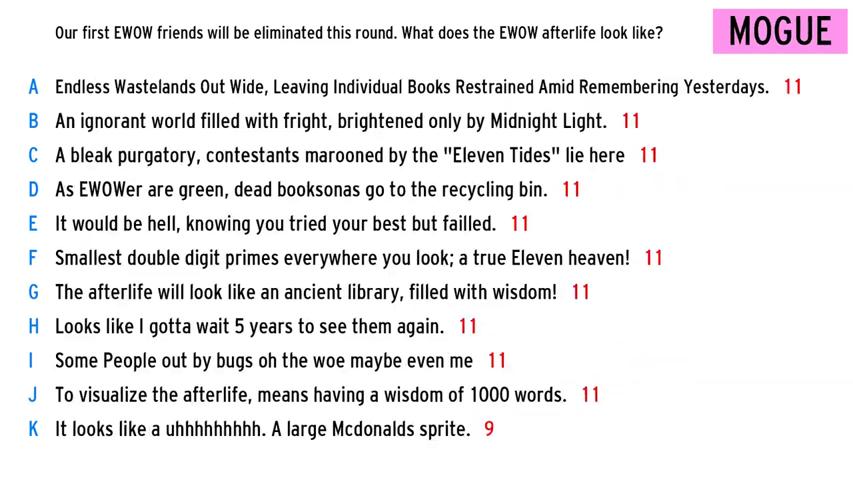 Our first EWOW friends will be eliminated this round. What does the EWOW afterlife look like?
MOGUE
A Endless Wastelands Out Wide, Leaving Individual Books Restrained Amid Remembering Yesterdays. 11
B An ignorant world filled with fright, brightened only by Midnight Light. 11
C A bleak purgatory, contestants marooned by the "Eleven Tides" lie here 11
D As EWOWer are green, dead booksonas go to the recycling bin. 11
E It would be hell, knowing you tried your best but failled. 11
F Smallest double digit primes everywhere you look; a true Eleven heaven! 11
G The afterlife will look like an ancient library, filled with wisdom! 11
H Looks like I gotta wait 5 years to see them again. 11
I Some People out by bugs oh the woe maybe even me 11
J To visualize the afterlife, means having a wisdom of 1000 words. 11
K It looks like a uhhhhhhhhh. A large Mcdonalds sprite. 9